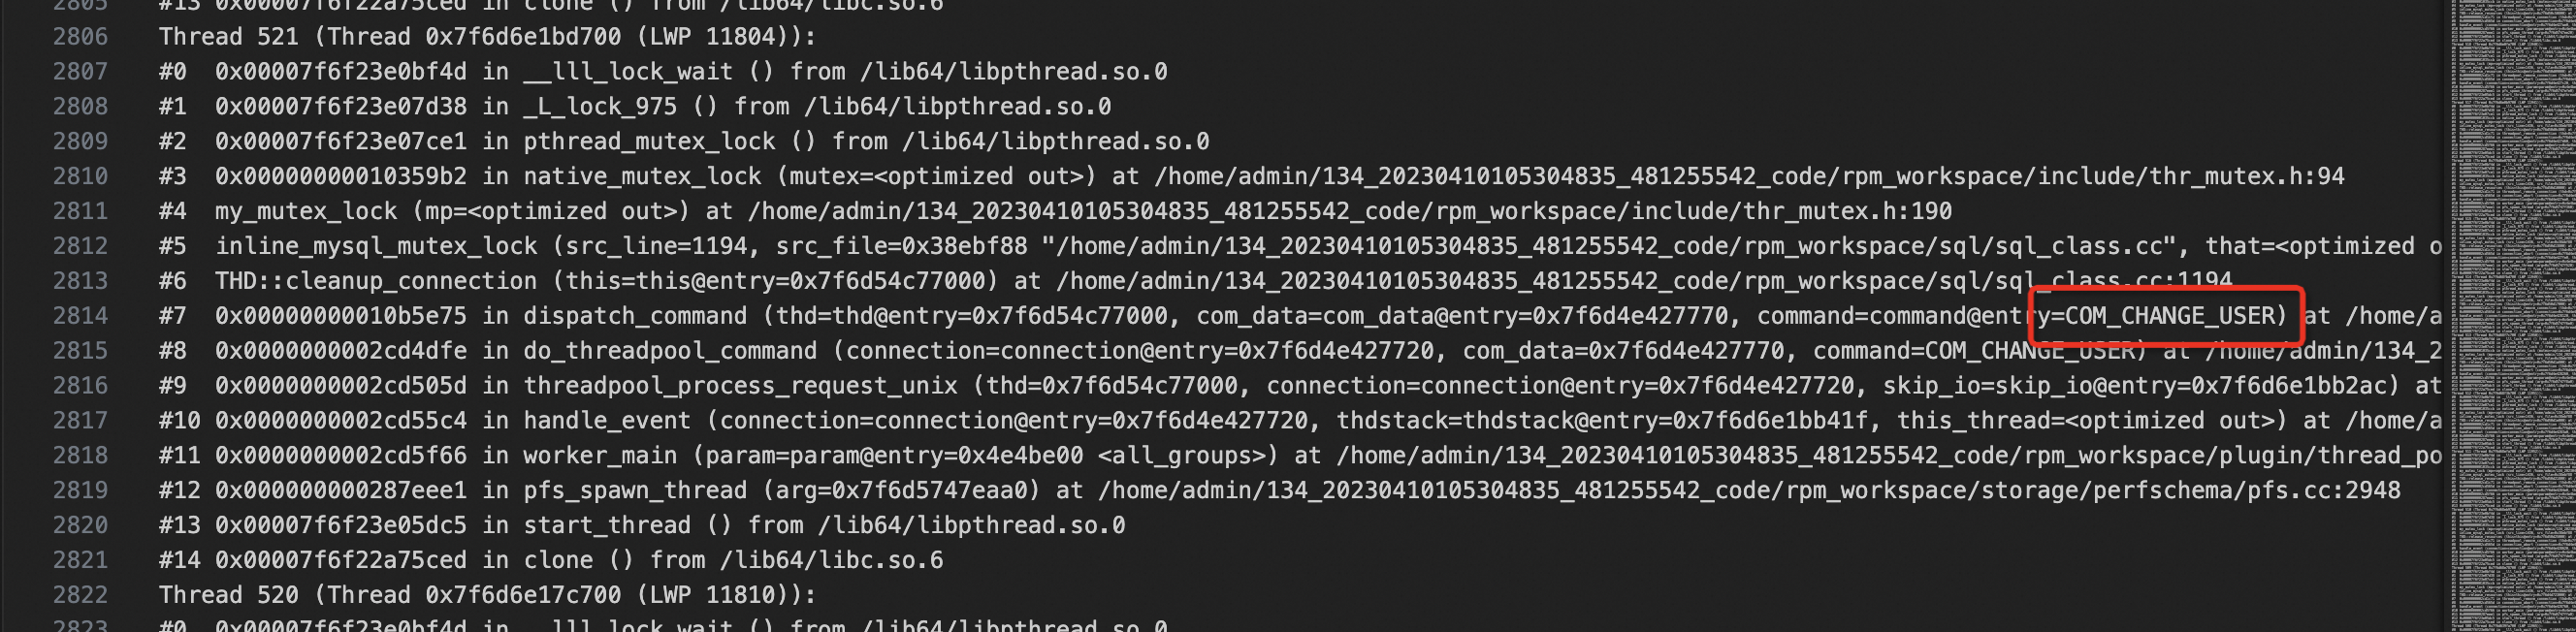 2805 #13 0x00007f6f22a75ced in clone () from /lib64/libc.so.6
2806 Thread 521 (Thread 0x7f6d6e1bd700 (LWP 11804)):
2807 #0 0x00007f6f23e0bf4d in __lll_lock_wait () from /lib64/libpthread.so.0
2808 #1 0x00007f6f23e07d38 in _L_lock_975 () from /lib64/libpthread.so.0
2809 #2 0x00007f6f23e07ce1 in pthread_mutex_lock () from /lib64/libpthread.so.0
2810 #3 0x00000000010359b2 in native_mutex_lock (mutex=<optimized out>) at /home/admin/134_20230410105304835_481255542_code/rpm_workspace/include/thr_mutex.h:94
2811 #4 my_mutex_lock (mp=<optimized out>) at /home/admin/134_20230410105304835_481255542_code/rpm_workspace/include/thr_mutex.h:190
2812 #5 inline_mysql_mutex_lock (src_line=1194, src_file=0x38ebf88 "/home/admin/134_20230410105304835_481255542_code/rpm_workspace/sql/sql_class.cc", that=<optimized o
2813 #6 THD::cleanup_connection (this=this@entry=0x7f6d54c77000) at /home/admin/134_20230410105304835_481255542_code/rpm_workspace/sql/sql_class.cc:1194
2814 #7 0x00000000010b5e75 in dispatch_command (thd=thd@entry=0x7f6d54c77000, com_data=com_data@entry=0x7f6d4e427770, command=command@entry=COM_CHANGE_USER) at /home/a
2815 #8 0x0000000002cd4dfe in do_threadpool_command (connection=connection@entry=0x7f6d4e427720, com_data=0x7f6d4e427770, command=COM_CHANGE_USER) at /home/admin/134_2
2816 #9 0x0000000002cd505d in threadpool_process_request_unix (thd=0x7f6d54c77000, connection=connection@entry=0x7f6d4e427720, skip_io=skip_io@entry=0x7f6d6e1bb2ac) at
2817 #10 0x0000000002cd55c4 in handle_event (connection=connection@entry=0x7f6d4e427720, thdstack=thdstack@entry=0x7f6d6e1bb41f, this_thread=<optimized out>) at /home/a
2818 #11 0x0000000002cd5f66 in worker_main (param=param@entry=0x4e4be00 <all_groups>) at /home/admin/134_20230410105304835_481255542_code/rpm_workspace/plugin/thread_po
2819 #12 0x000000000287eee1 in pfs_spawn_thread (arg=0x7f6d5747eaa0) at /home/admin/134_20230410105304835_481255542_code/rpm_workspace/storage/perfschema/pfs.cc:2948
2820 #13 0x00007f6f23e05dc5 in start_thread () from /lib64/libpthread.so.0
2821 #14 0x00007f6f22a75ced in clone () from /lib64/libc.so.6
2822 Thread 520 (Thread 0x7f6d6e17c700 (LWP 11810)):
2823 #0 0x00007f6f23e0bf4d in __lll_lock_wait () from /lib64/libpthread.so.0